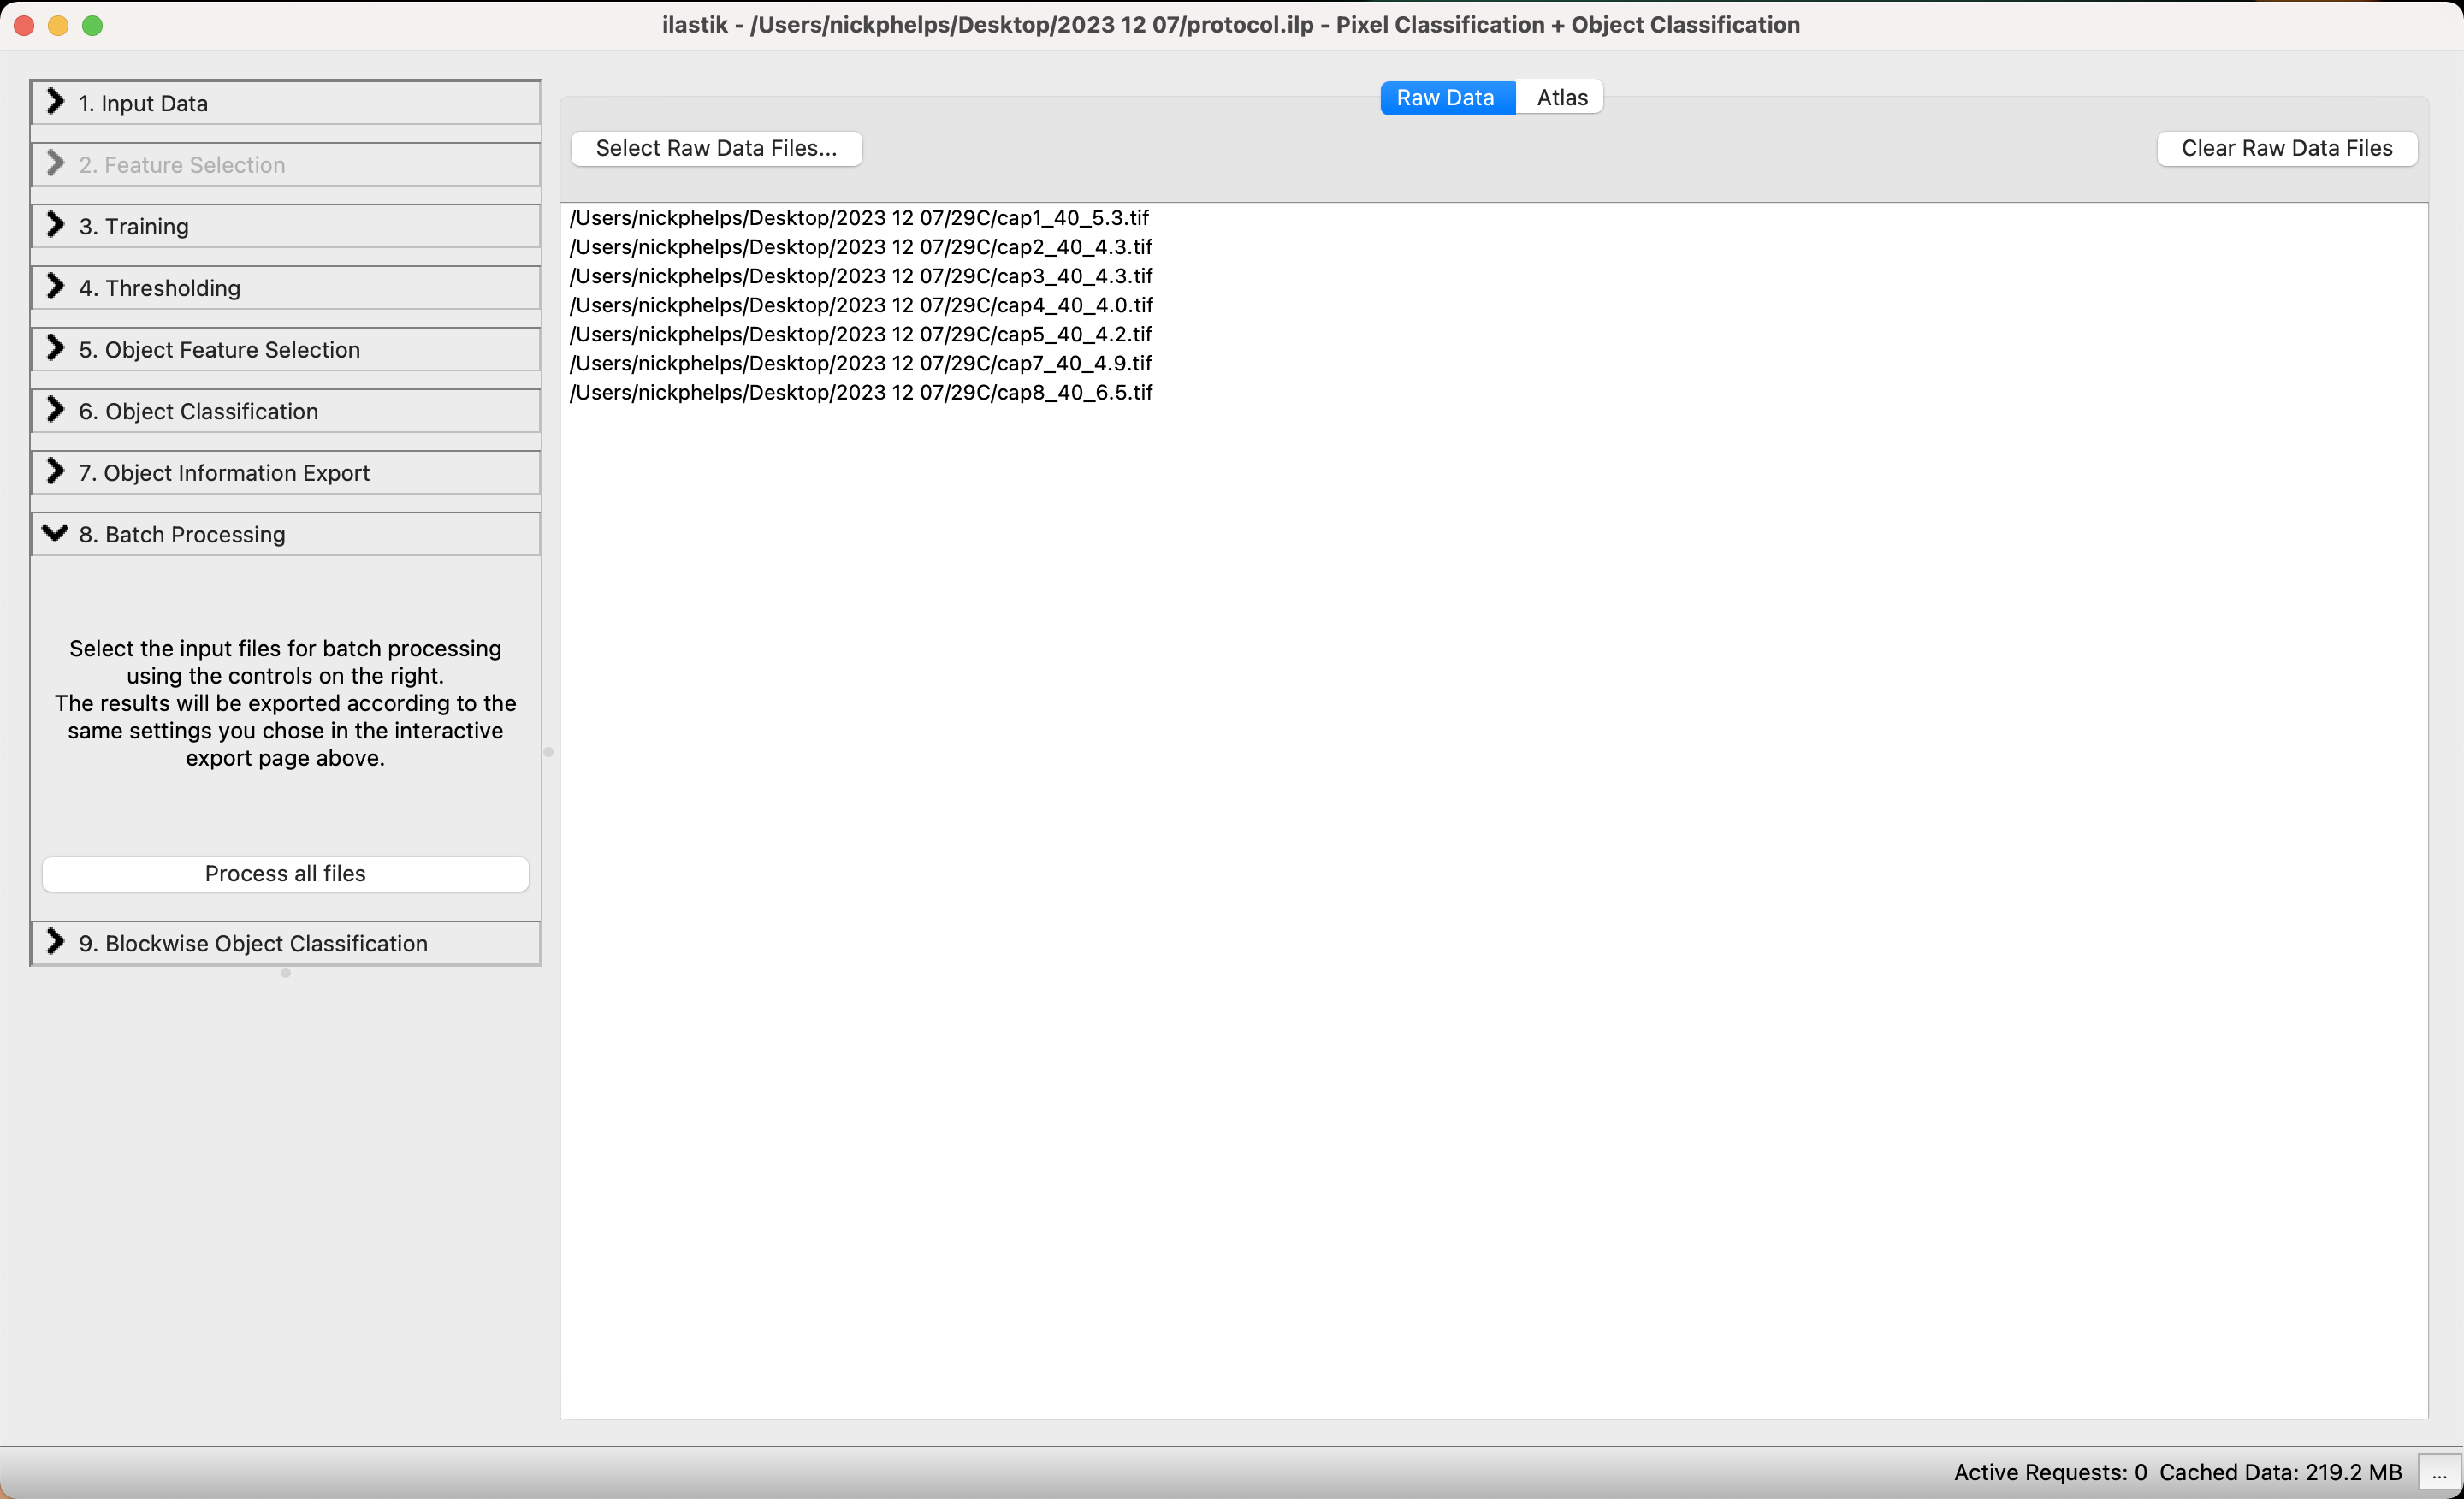 ilastik - /Users/nickphelps/Desktop/2023 12 07/protocol.ilp - Pixel Classification + Object Classification
1. Input Data
2. Feature Selection
3. Training
4. Thresholding
5. Object Feature Selection
6. Object Classification
7. Object Information Export
8. Batch Processing
Select the input files for batch processing
using the controls on the right.
The results will be exported according to the
same settings you chose in the interactive
export page above.
Process all files
9. Blockwise Object Classification
Raw Data Atlas
Select Raw Data Files... Clear Raw Data Files
/Users/nickphelps/Desktop/2023 12 07/29C/cap1_40_5.3.tif
/Users/nickphelps/Desktop/2023 12 07/29C/cap2_40_4.3.tif
/Users/nickphelps/Desktop/2023 12 07/29C/cap3_40_4.3.tif
/Users/nickphelps/Desktop/2023 12 07/29C/cap4_40_4.0.tif
/Users/nickphelps/Desktop/2023 12 07/29C/cap5_40_4.2.tif
/Users/nickphelps/Desktop/2023 12 07/29C/cap7_40_4.9.tif
/Users/nickphelps/Desktop/2023 12 07/29C/cap8_40_6.5.tif
Active Requests: 0 Cached Data: 219.2 MB ...